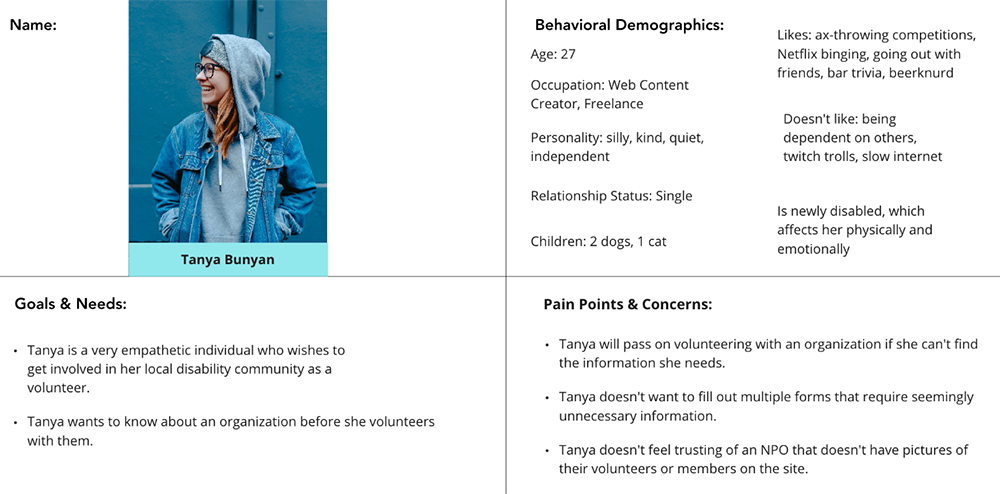 Name:
Tanya Bunyan
Behavioral Demographics:
Age: 27
Occupation: Web Content
Creator, Freelance
Personality: silly, kind, quiet,
independent
Relationship Status: Single
Children: 2 dogs, 1 cat
Likes: ax-throwing competitions,
Netflix binging, going out with
friends, bar trivia, beerknurd
Doesn't like: being
dependent on others,
twitch trolls, slow internet
Is newly disabled, which
affects her physically and
emotionally
Goals & Needs:
• Tanya is a very empathetic individual who wishes to
get involved in her local disability community as a
volunteer.
• Tanya wants to know about an organization before she volunteers
with them.
Pain Points & Concerns:
• Tanya will pass on volunteering with an organization if she can't find
the information she needs.
• Tanya doesn't want to fill out multiple forms that require seemingly
unnecessary information.
• Tanya doesn't feel trusting of an NPO that doesn't have pictures of
their volunteers or members on the site.